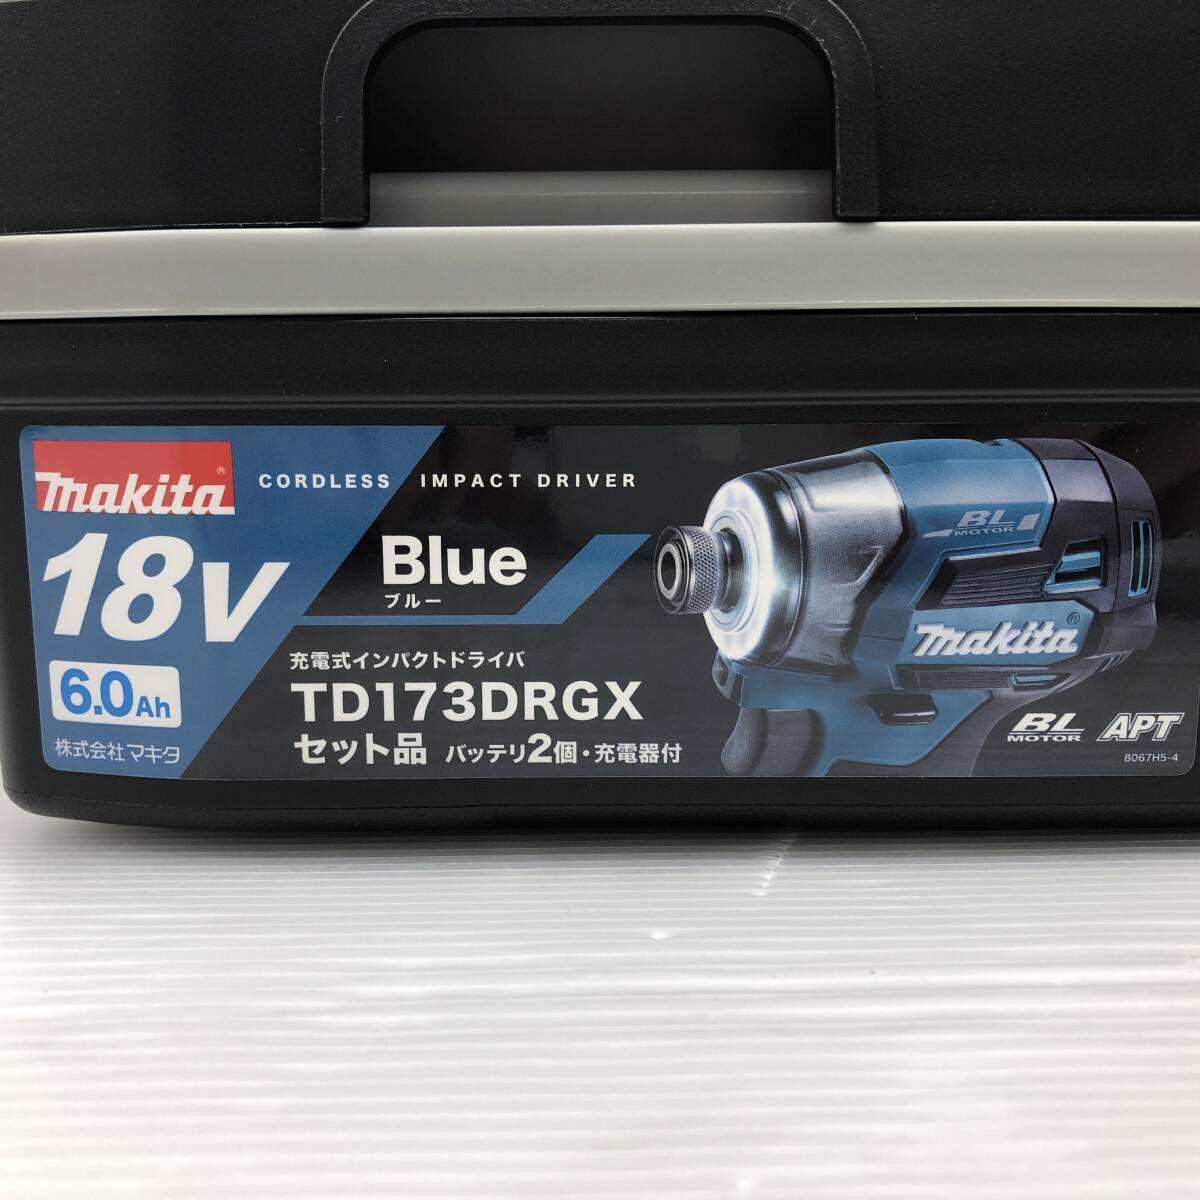 makita®
CORDLESS IMPACT DRIVER
18V
Blue
ブルー
6.0Ah
株式会社マキタ
充電式インパクトドライバ
TD173DRGX
セット品 バッテリ2個・充電器付
BL
MOTOR
makita®
BL
MOTOR
APT
8067H5-4